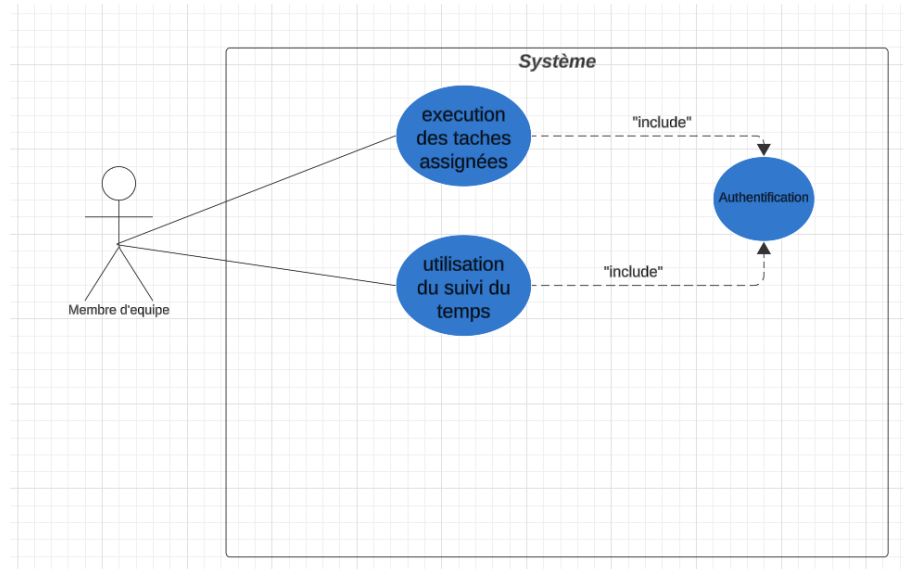 Système
execution
des taches
assignées
"include"
Authentification
utilisation
du suivi du
temps
"include"
Membre d'equipe